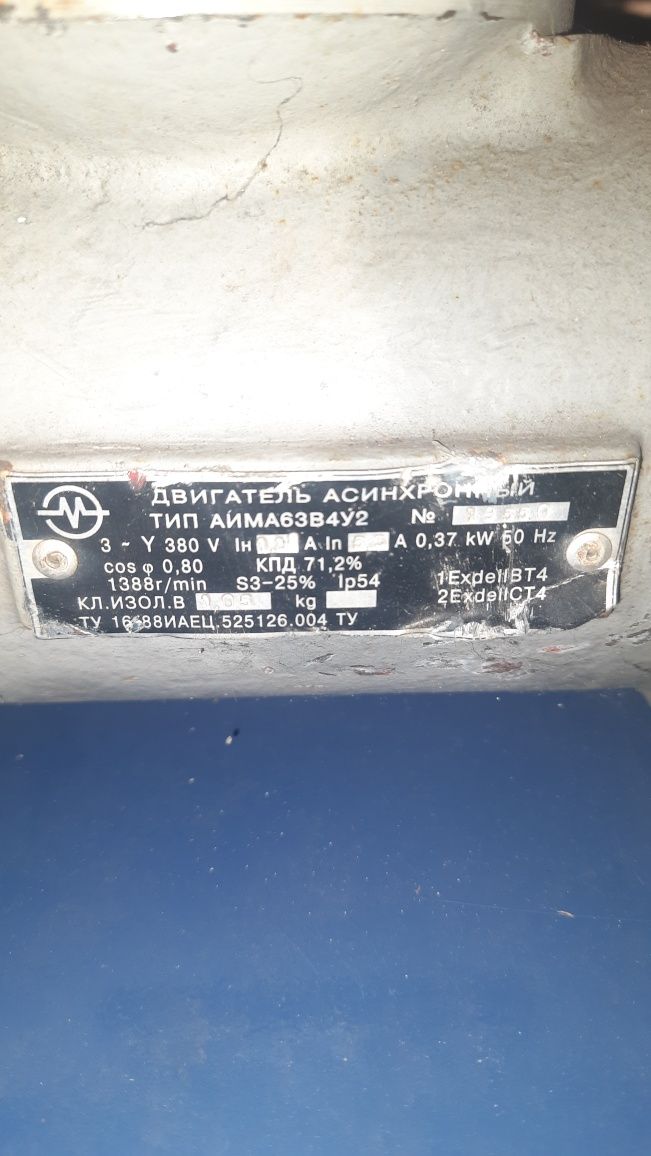 ДВИГАТЕЛЬ АСИНХРОННЫЙ
ТИП АИМА63В4У2 №
3 ~ Y 380 V Iн А Iп А 0,37 kW 50 Hz
cos φ 0,80 КПД 71,2%
1388r/min S3-25% Ip54 1ExdeIIBT4
КЛ.ИЗОЛ.В kg 2ExdeIICT4
ТУ 16-88ИАЕЦ.525126.004 ТУ